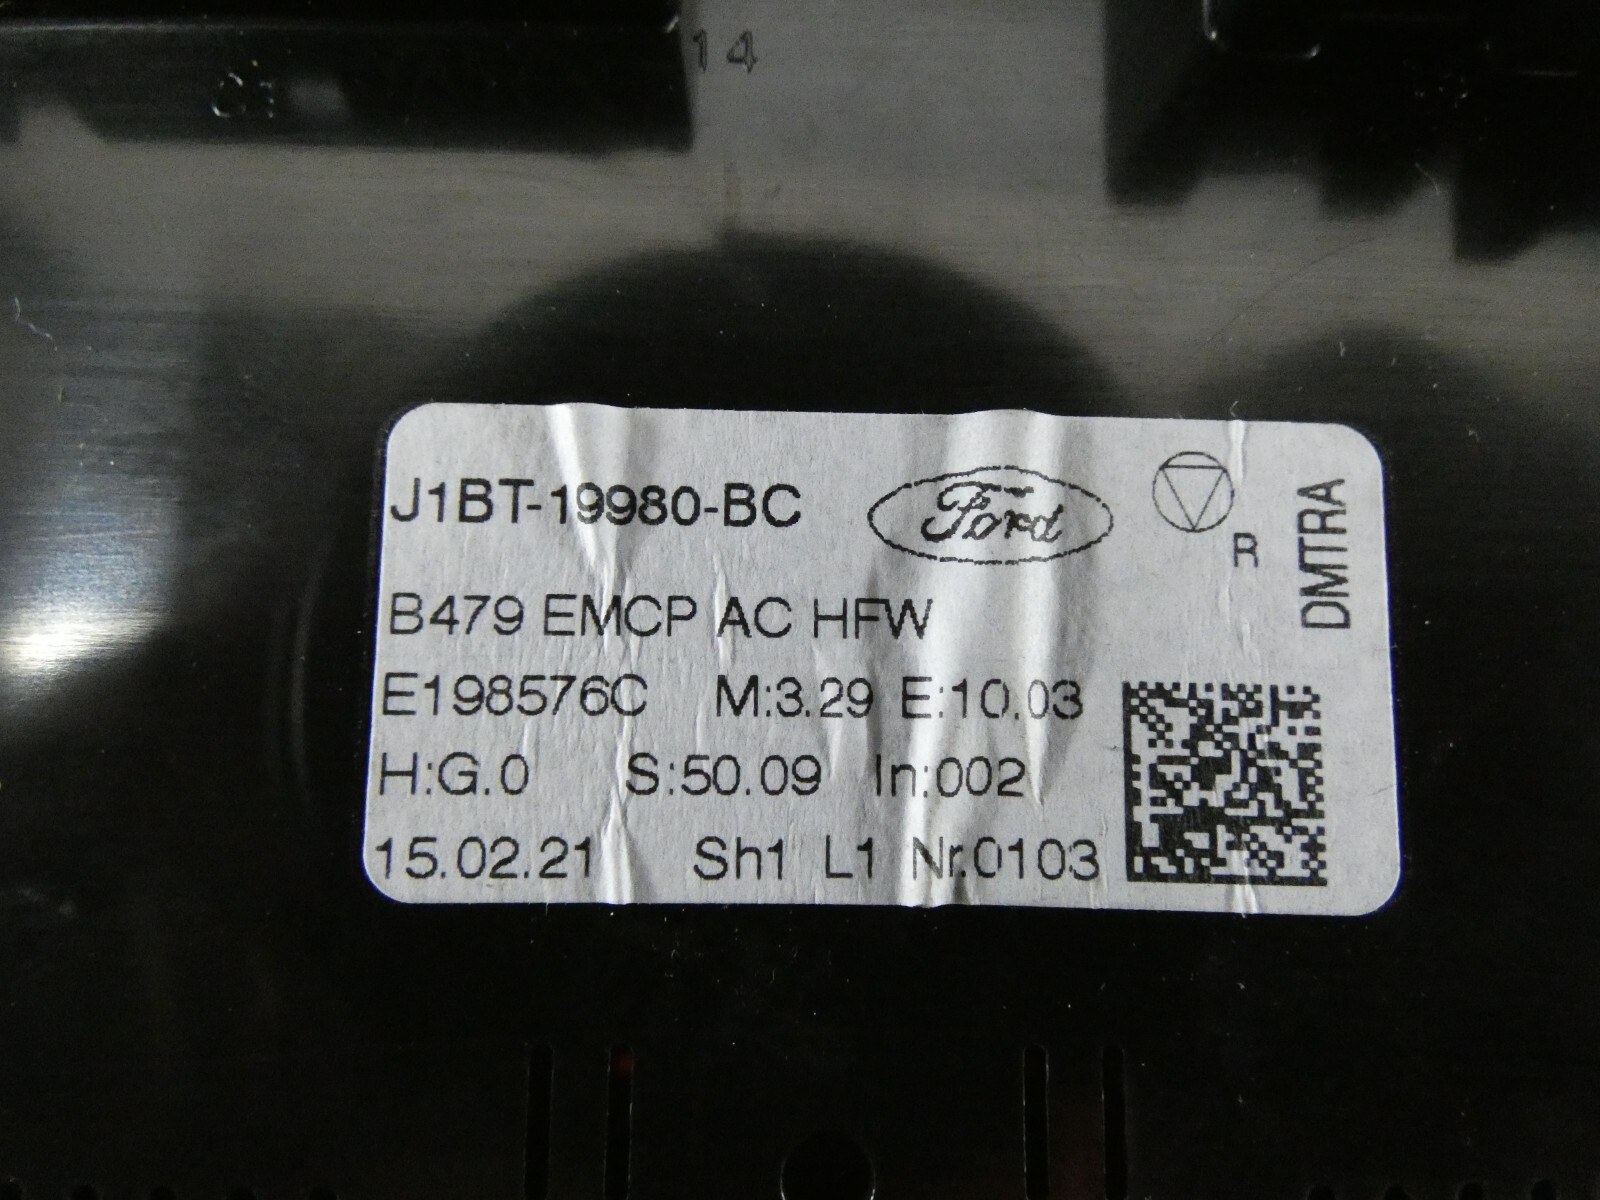 14
J1BT-19980-BC
Ford
R
DMTRA
B479 EMCP AC HFW
E198576C M:3.29 E:10.03
H:G.0 S:50.09 In:002
15.02.21 Sh1 L1 Nr.0103